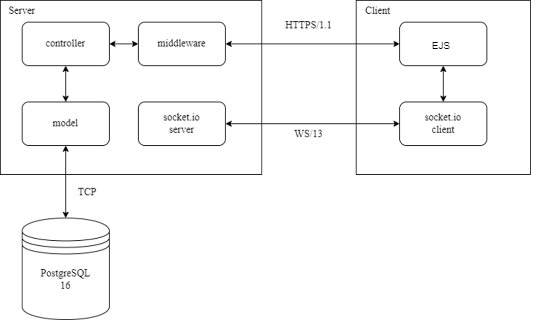 Server
Client
controller
middleware
HTTPS/1.1
EJS
model
socket.io
server
WS/13
socket.io
client
TCP
PostgreSQL
16